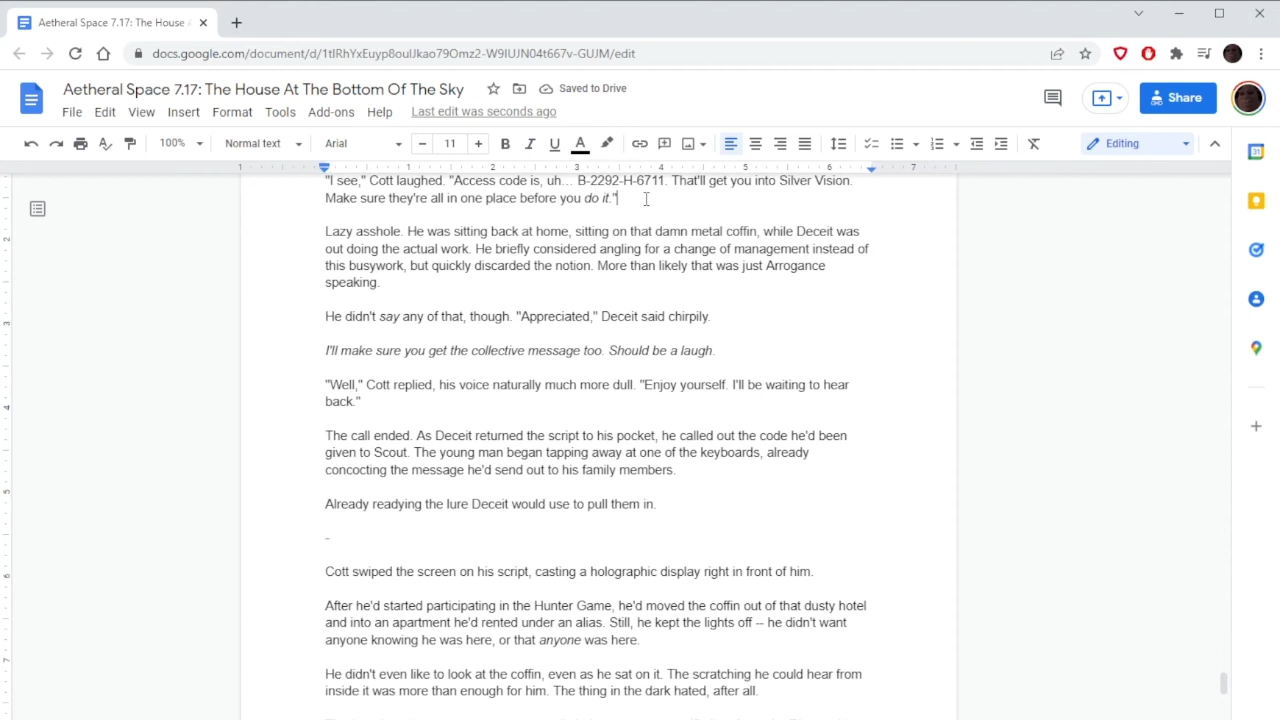 Aetheral Space 7.17: The House A
docs.google.com/document/d/1tIRhYxEuyp8ouIJkao79Omz2-W9IUJN04t667v-GUJM/edit
Aetheral Space 7.17: The House At The Bottom Of The Sky
Saved to Drive
File Edit View Insert Format Tools Add-ons Help Last edit was seconds ago
Share
100% Normal text Arial 11 B I U A Editing
1 1 2 3 4 5 6 7
"I see," Cott laughed. "Access code is, uh… B-2292-H-6711. That'll get you into Silver Vision.
Make sure they're all in one place before you do it."
Lazy asshole. He was sitting back at home, sitting on that damn metal coffin, while Deceit was
out doing the actual work. He briefly considered angling for a change of management instead of
this busywork, but quickly discarded the notion. More than likely that was just Arrogance
speaking.
He didn't say any of that, though. "Appreciated," Deceit said chirpily.
I'll make sure you get the collective message too. Should be a laugh.
"Well," Cott replied, his voice naturally much more dull. "Enjoy yourself. I'll be waiting to hear
back."
The call ended. As Deceit returned the script to his pocket, he called out the code he'd been
given to Scout. The young man began tapping away at one of the keyboards, already
concocting the message he'd send out to his family members.
Already readying the lure Deceit would use to pull them in.
-
Cott swiped the screen on his script, casting a holographic display right in front of him.
After he'd started participating in the Hunter Game, he'd moved the coffin out of that dusty hotel
and into an apartment he'd rented under an alias. Still, he kept the lights off -- he didn't want
anyone knowing he was here, or that anyone was here.
He didn't even like to look at the coffin, even as he sat on it. The scratching he could hear from
inside it was more than enough for him. The thing in the dark hated, after all.
2
3
4
5
6
7
31